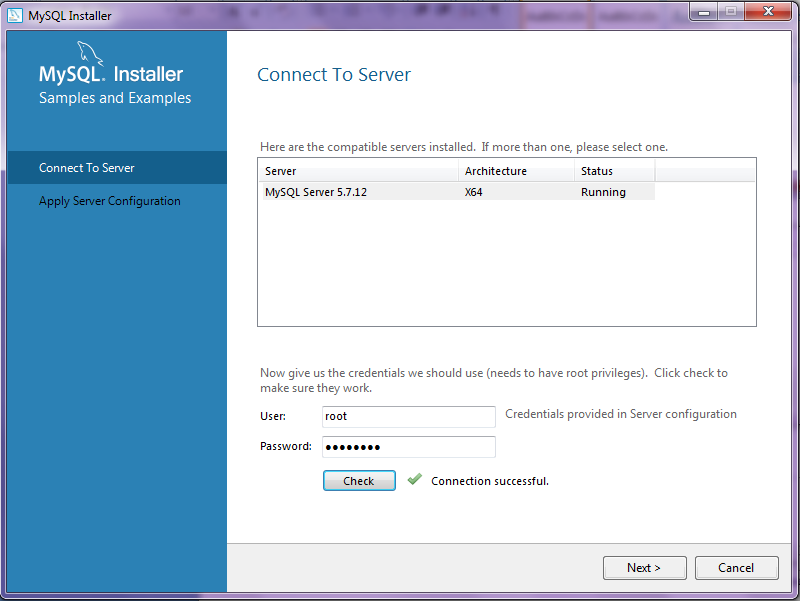 MySQL Installer
MySQL. Installer
Samples and Examples
Connect To Server
Apply Server Configuration
Connect To Server
Here are the compatible servers installed.  If more than one, please select one.
Server Architecture Status
MySQL Server 5.7.12 X64 Running
Now give us the credentials we should use (needs to have root privileges).  Click check to
make sure they work.
User: root Credentials provided in Server configuration
Password: ●●●●●●●●
Check Connection successful.
Next > Cancel